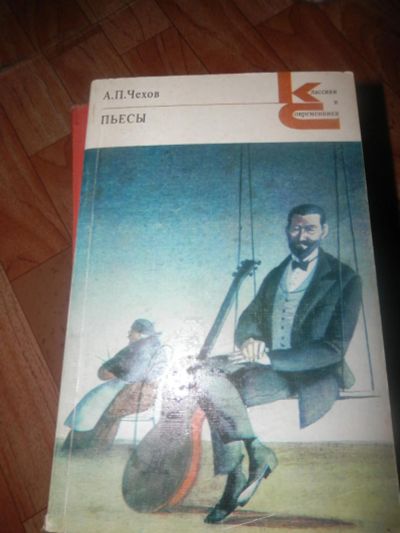 А.П.Чехов
ПЬЕСЫ
Классики
и
Современники